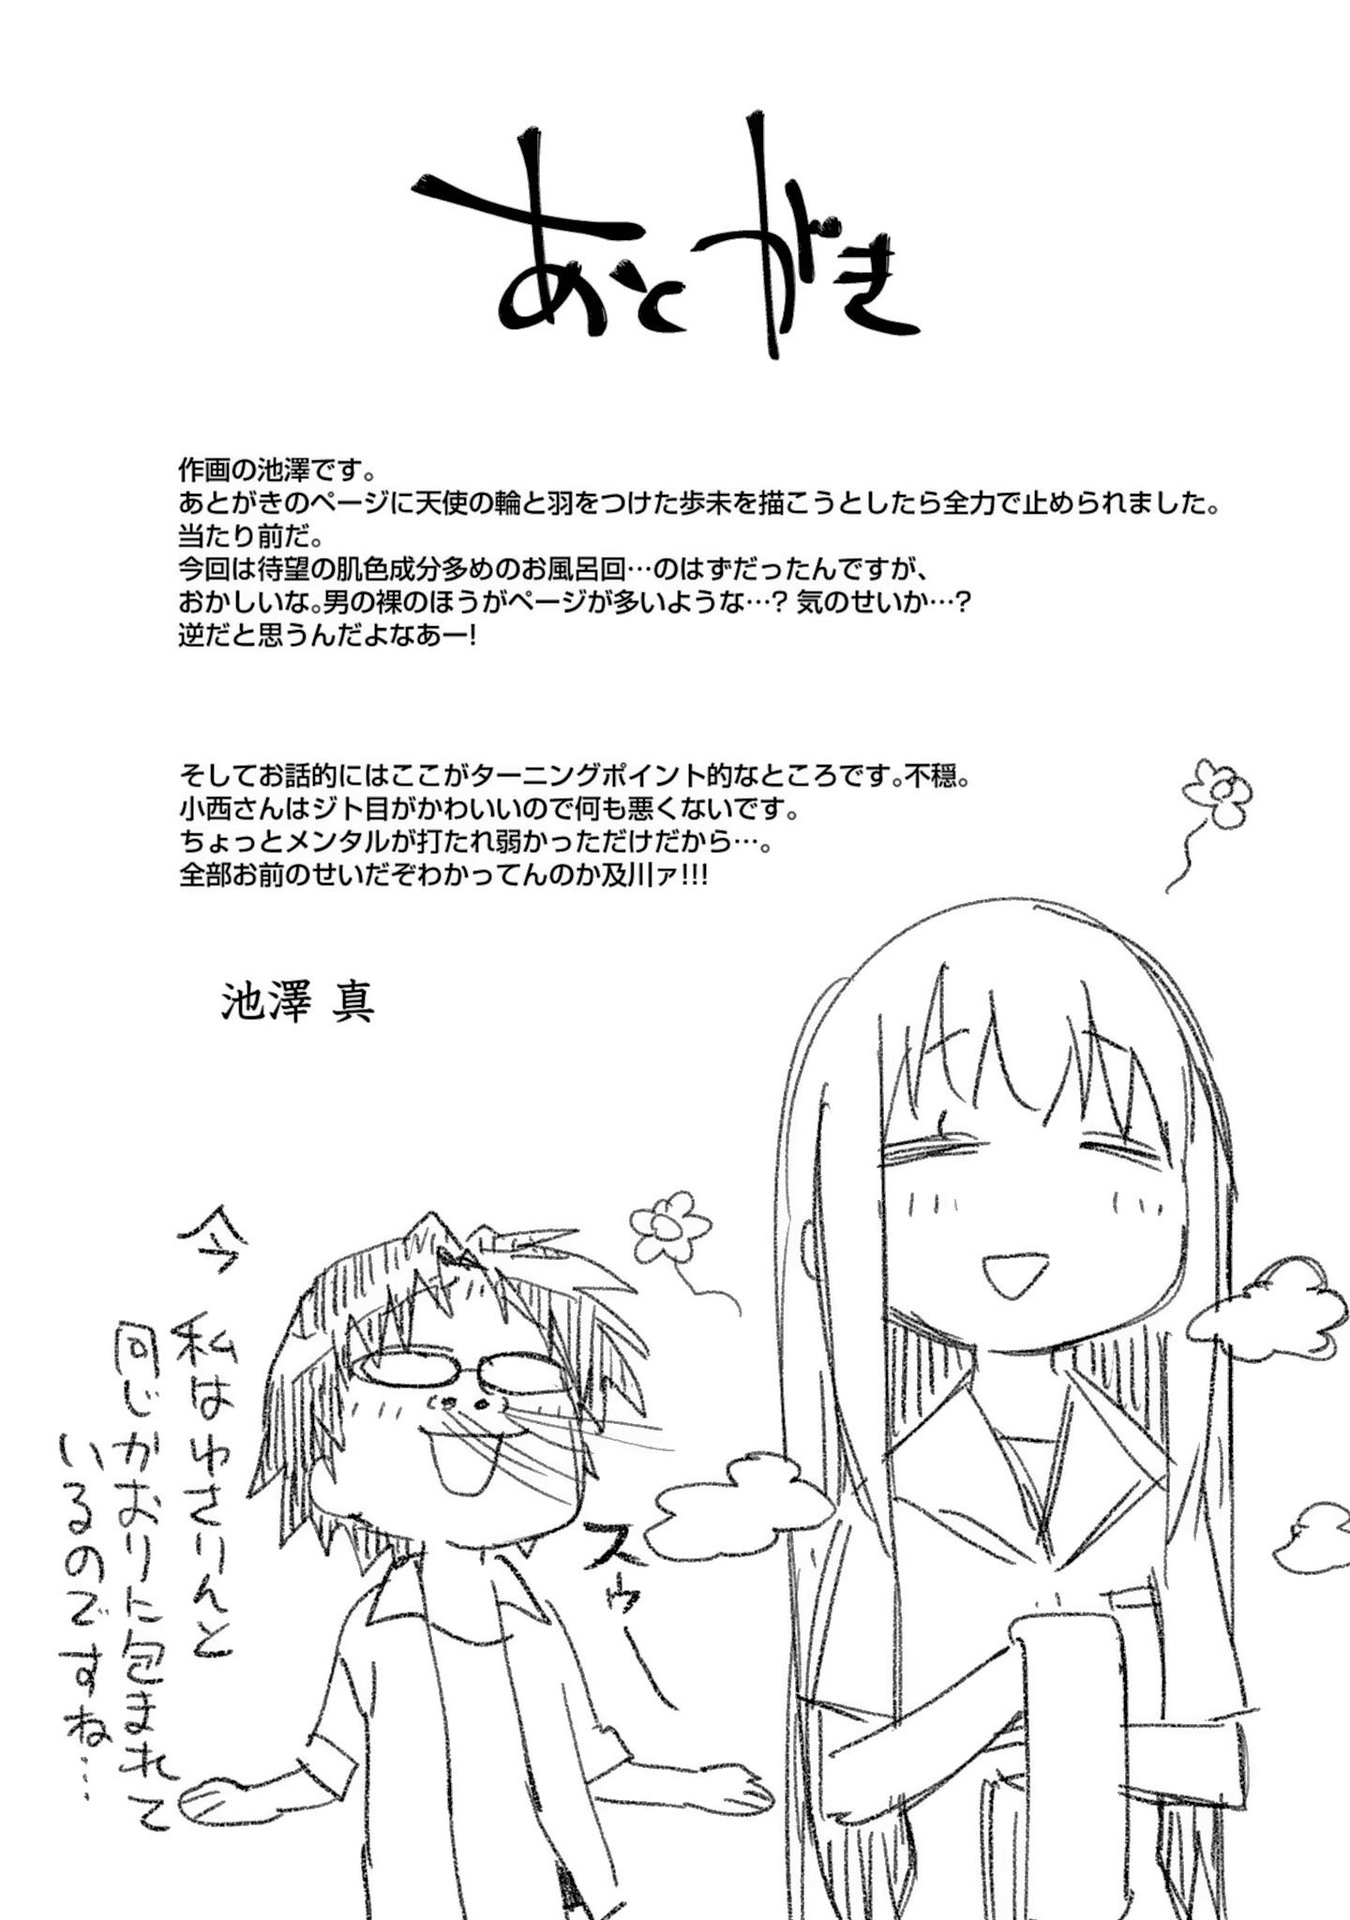 あとがき
作画の池澤です。
あとがきのページに天使の輪と羽をつけた歩未を描こうとしたら全力で止められました。
当たり前だ。
今回は待望の肌色成分多めのお風呂回…のはずだったんですが、
おかしいな。男の裸のほうがページが多いような…？ 気のせいか…？
逆だと思うんだよなあー！
そしてお話的にはここがターニングポイント的なところです。不穏。
小西さんはジト目がかわいいので何も悪くないです。
ちょっとメンタルが打たれ弱かっただけだから…。
全部お前のせいだぞわかってんのか及川ァ！！！
池澤 真
今 私はゆさりんと
同じかおりに包まれて
いるのですね…
スゥー